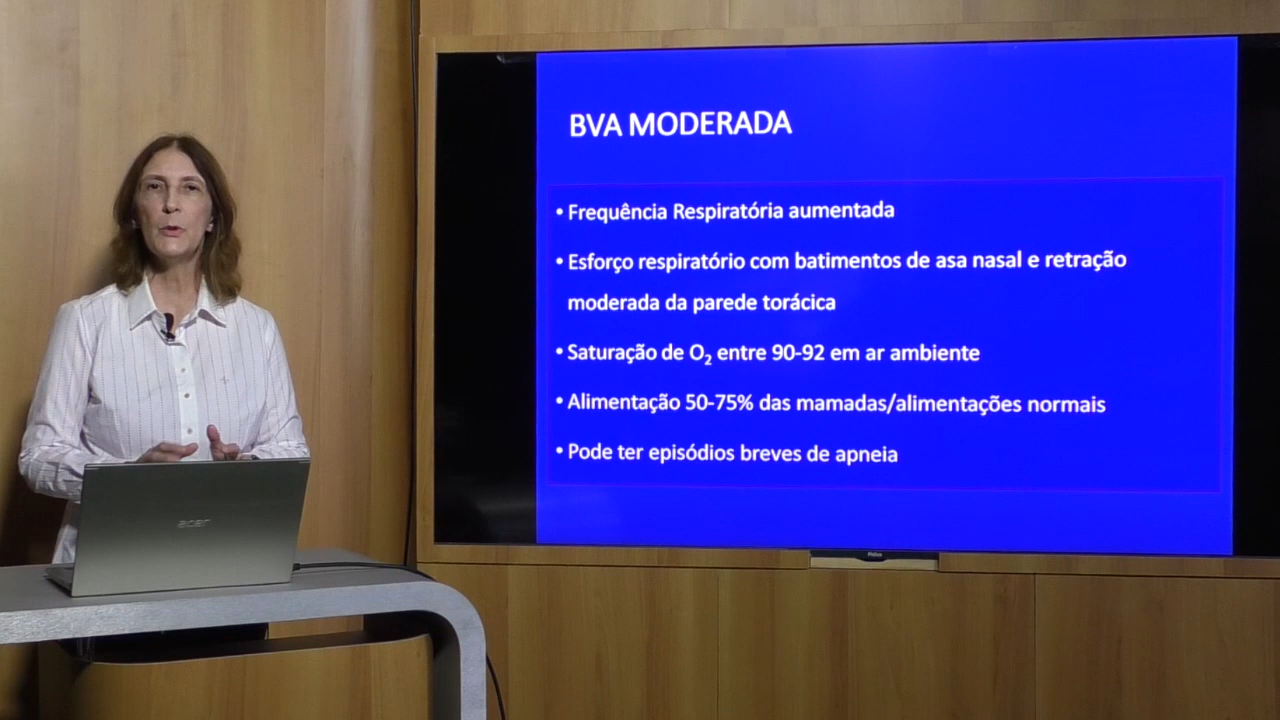 BVA MODERADA
• Frequência Respiratória aumentada
• Esforço respiratório com batimentos de asa nasal e retração
moderada da parede torácica
• Saturação de O₂ entre 90-92 em ar ambiente
• Alimentação 50-75% das mamadas/alimentações normais
• Pode ter episódios breves de apneia
acer
Philco